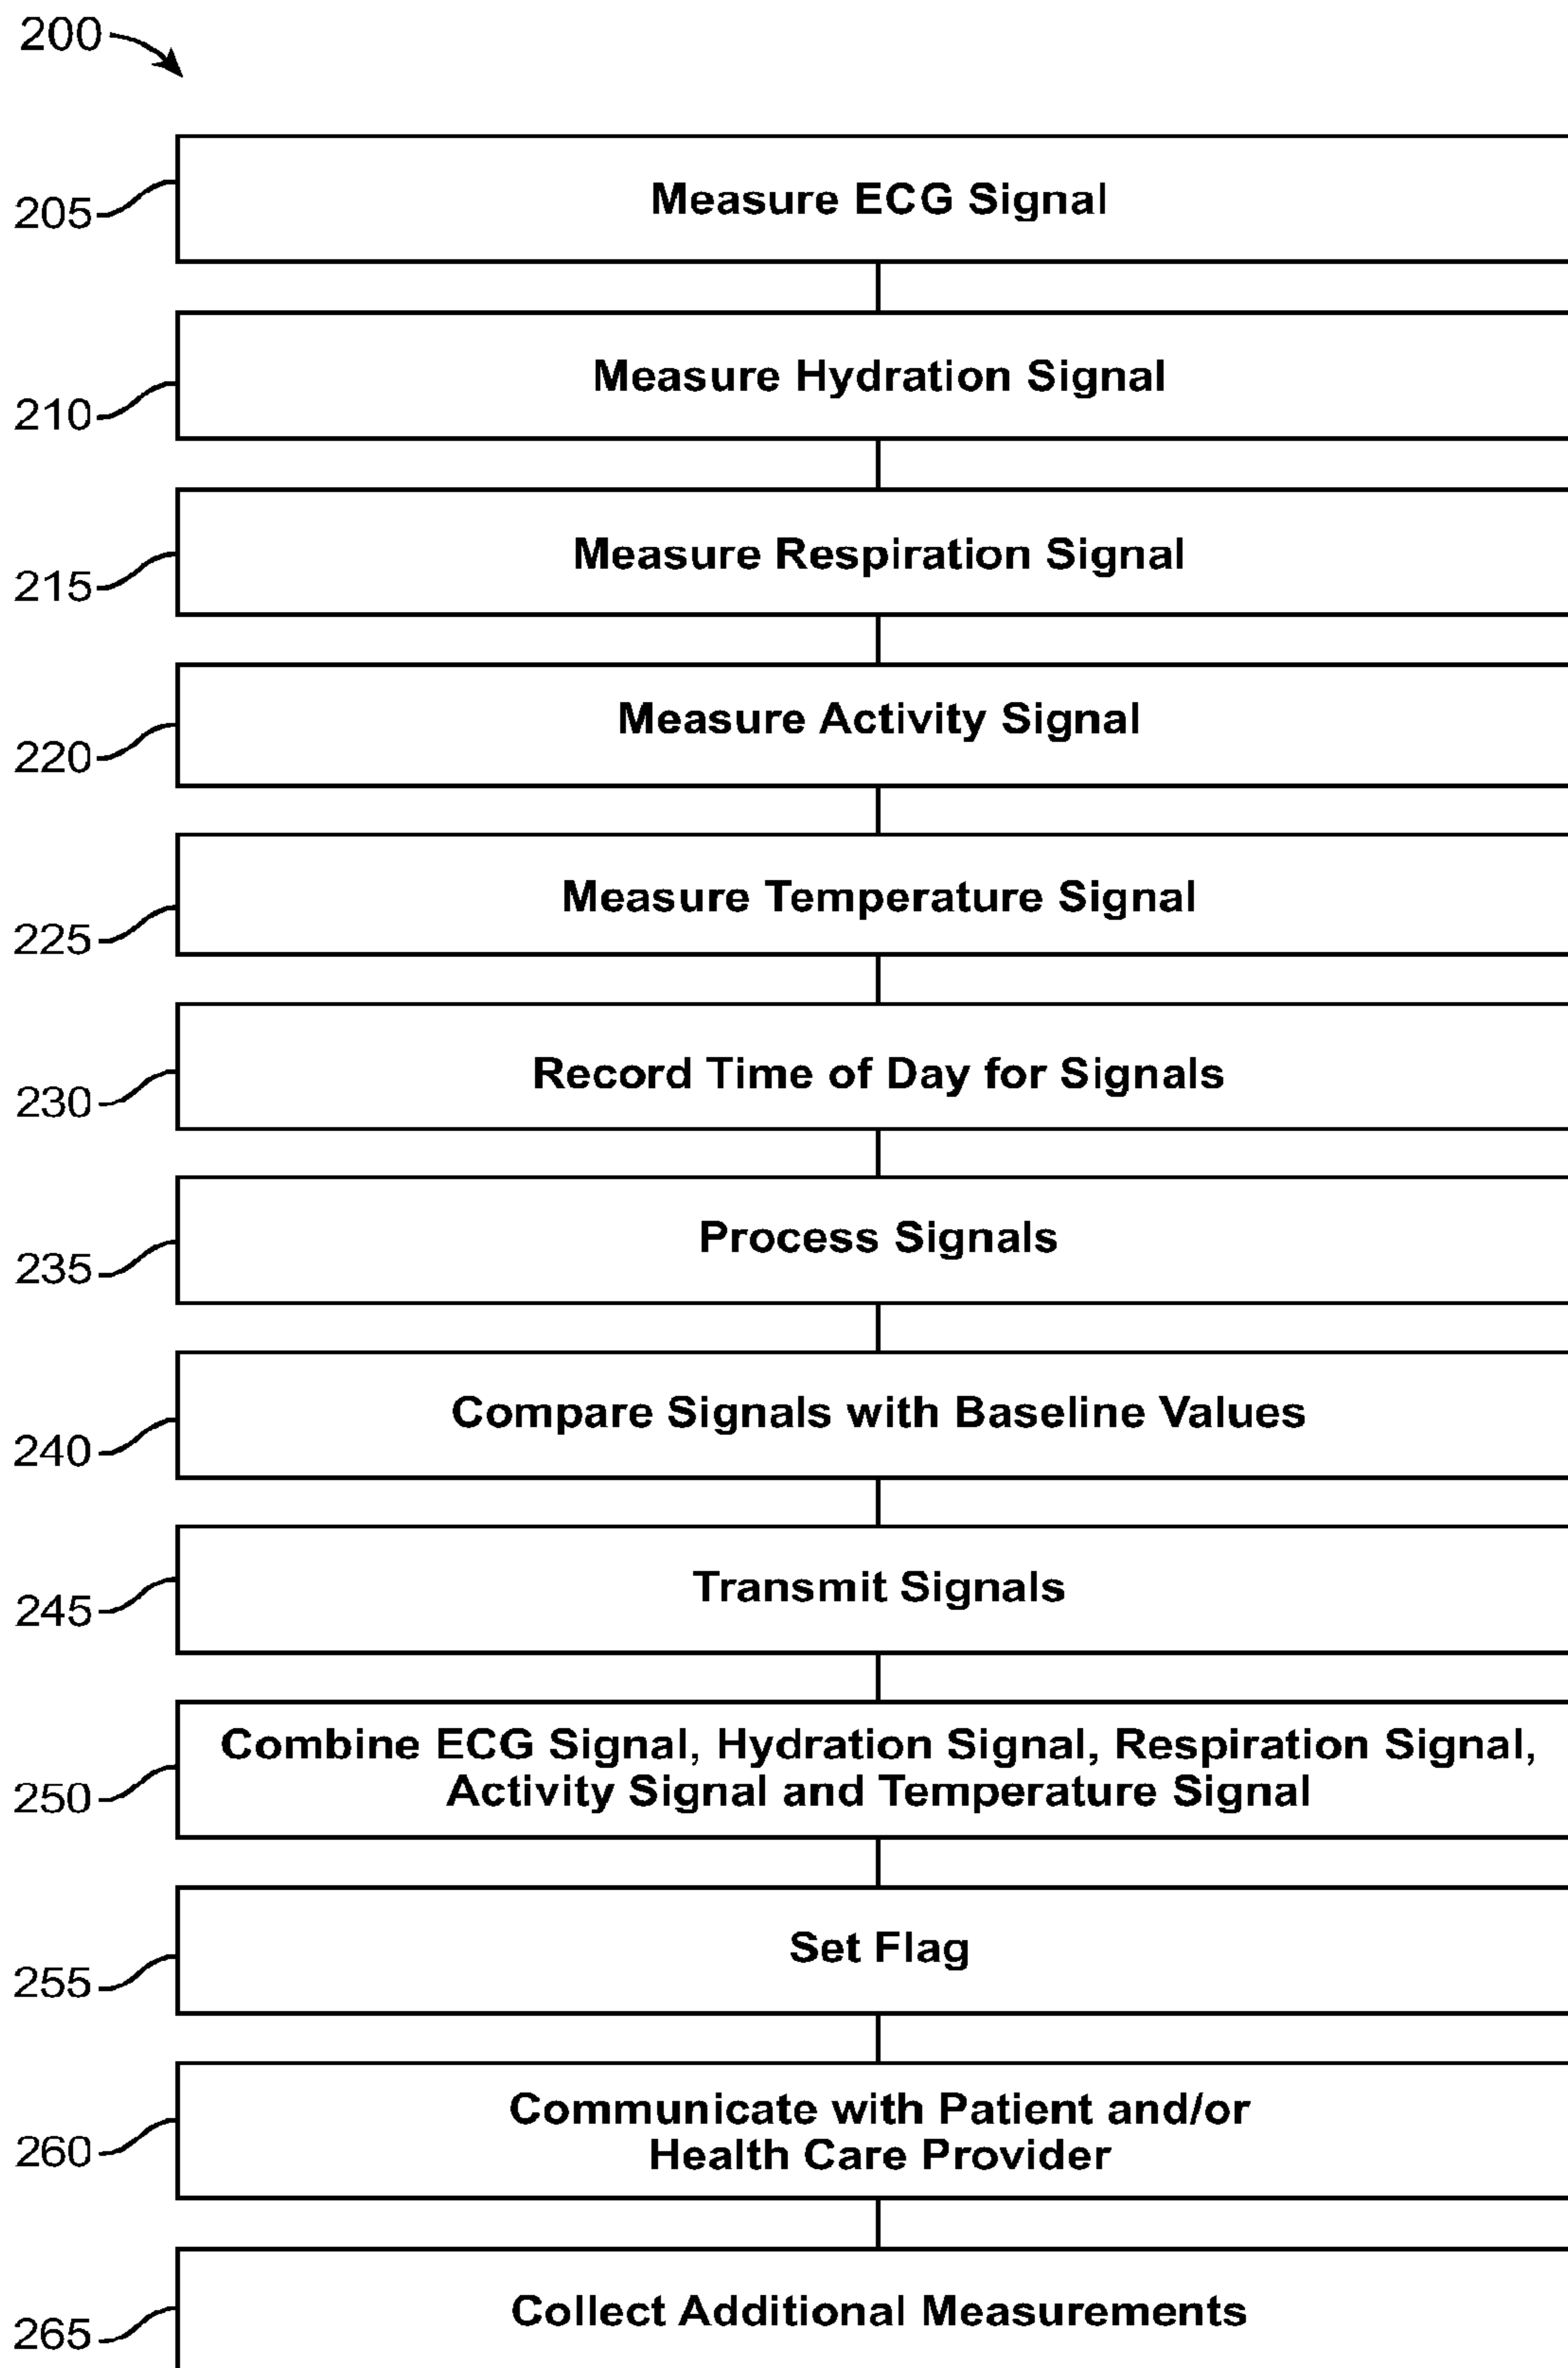 200
205
Measure ECG Signal
210
Measure Hydration Signal
215
Measure Respiration Signal
220
Measure Activity Signal
225
Measure Temperature Signal
230
Record Time of Day for Signals
235
Process Signals
240
Compare Signals with Baseline Values
245
Transmit Signals
250
Combine ECG Signal, Hydration Signal, Respiration Signal,
Activity Signal and Temperature Signal
255
Set Flag
260
Communicate with Patient and/or
Health Care Provider
265
Collect Additional Measurements